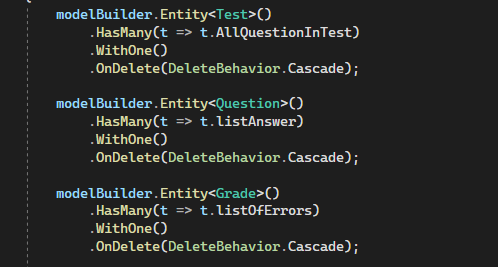 modelBuilder.Entity<Test>()
.HasMany(t => t.AllQuestionInTest)
.WithOne()
.OnDelete(DeleteBehavior.Cascade);
modelBuilder.Entity<Question>()
.HasMany(t => t.listAnswer)
.WithOne()
.OnDelete(DeleteBehavior.Cascade);
modelBuilder.Entity<Grade>()
.HasMany(t => t.listOfErrors)
.WithOne()
.OnDelete(DeleteBehavior.Cascade);